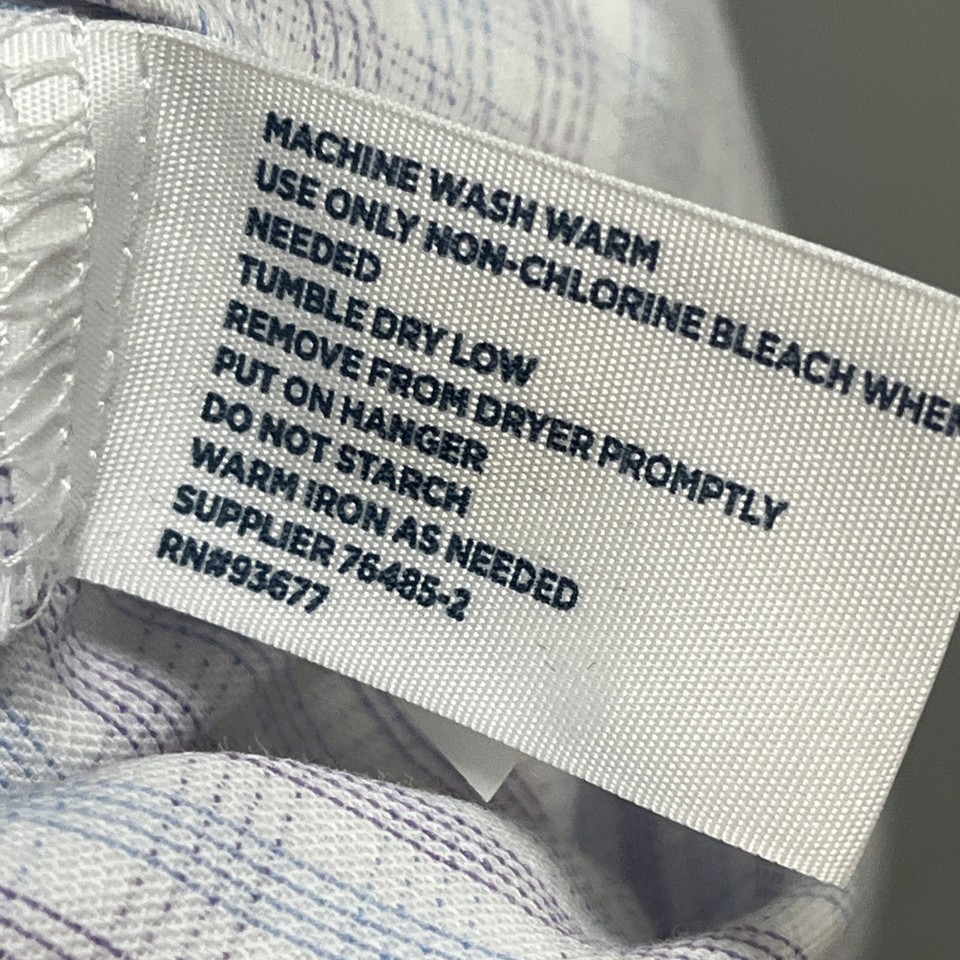 MACHINE WASH WARM
USE ONLY NON-CHLORINE BLEACH WHEN
NEEDED
TUMBLE DRY LOW
REMOVE FROM DRYER PROMPTLY
PUT ON HANGER
DO NOT STARCH
WARM IRON AS NEEDED
SUPPLIER 76485-2
RN#93677